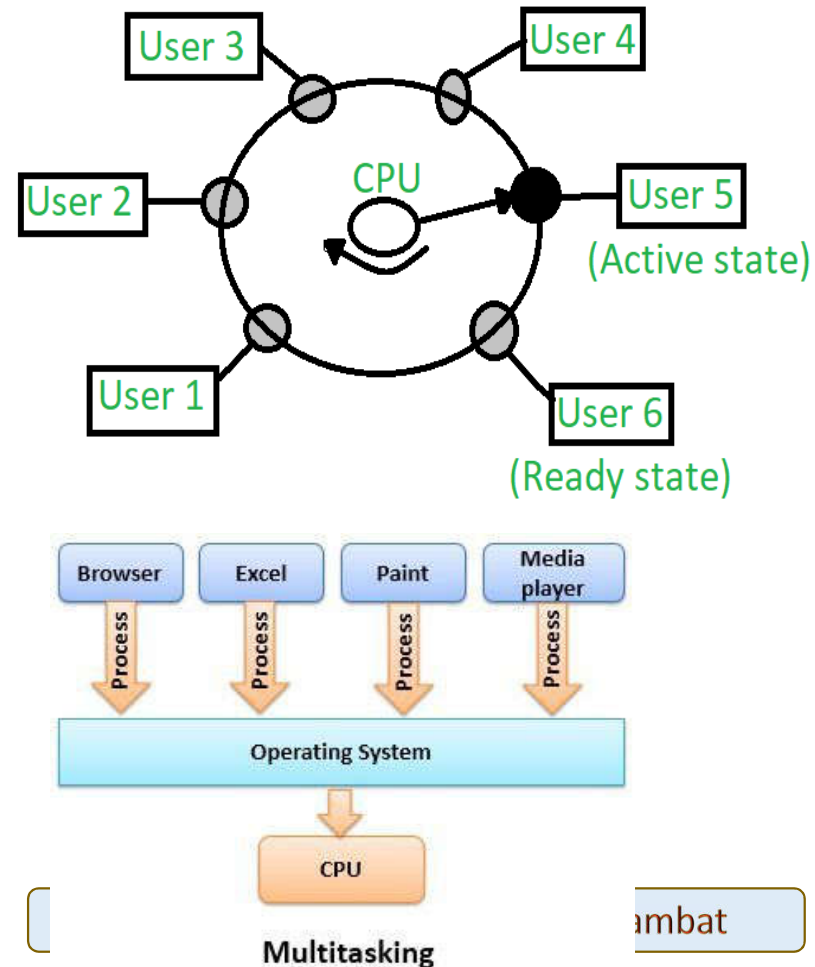 User 3
User 4
CPU
User 2
User 5
(Active state)
User 1
User 6
(Ready state)
Browser
Excel
Paint
Media
player
Process
Process
Process
Process
Operating System
CPU
Multitasking